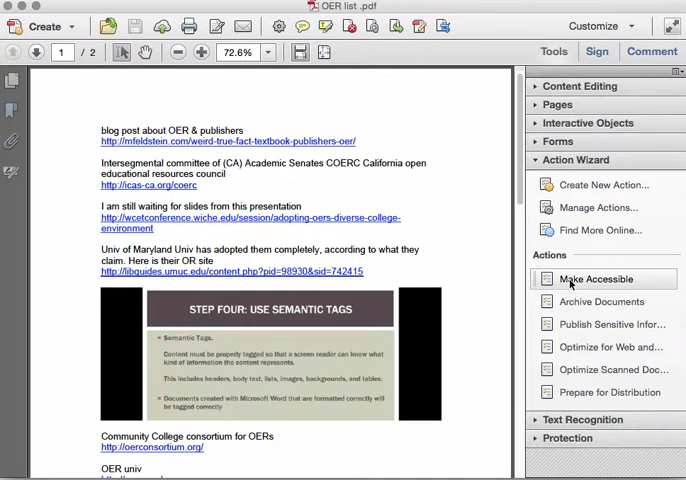 OER list .pdf
Create
Customize
1 / 2
72.6%
Tools
Sign
Comment
blog post about OER & publishers
http://mfeldstein.com/weird-true-fact-textbook-publishers-oer/
Intersegmental committee of (CA) Academic Senates COERC California open
educational resources council
http://icas-ca.org/coerc
I am still waiting for slides from this presentation
http://wcetconference.wiche.edu/session/adopting-oers-diverse-college-
environment
Univ of Maryland Univ has adopted them completely, according to what they
claim. Here is their OR site
http://libguides.umuc.edu/content.php?pid=98930&sid=742415
STEP FOUR: USE SEMANTIC TAGS
Semantic Tags.
Content must be properly tagged so that a screen reader can know what
kind of information the content represents.
This includes headers, body text, lists, images, backgrounds, and tables.
Documents created with Microsoft Word that are formatted correctly will
be tagged correctly
Community College consortium for OERs
http://oerconsortium.org/
OER univ
Content Editing
Pages
Interactive Objects
Forms
Action Wizard
Create New Action...
Manage Actions...
Find More Online...
Actions
Make Accessible
Archive Documents
Publish Sensitive Infor...
Optimize for Web and...
Optimize Scanned Doc...
Prepare for Distribution
Text Recognition
Protection